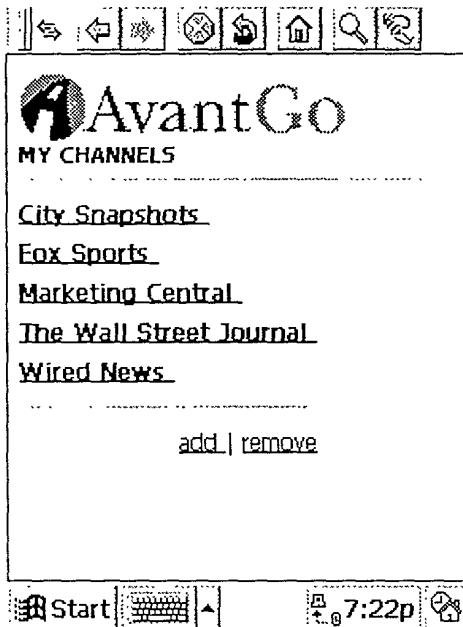 AvantGo
MY CHANNELS
City Snapshots
Fox Sports
Marketing Central
The Wall Street Journal
Wired News
add | remove
Start 7:22p